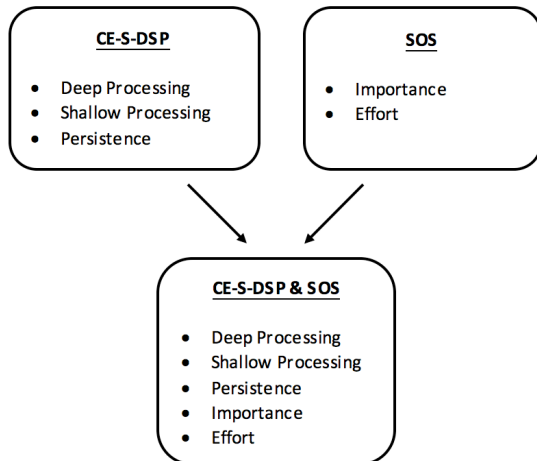 CE-S-DSP
• Deep Processing
• Shallow Processing
• Persistence
SOS
• Importance
• Effort
CE-S-DSP & SOS
• Deep Processing
• Shallow Processing
• Persistence
• Importance
• Effort